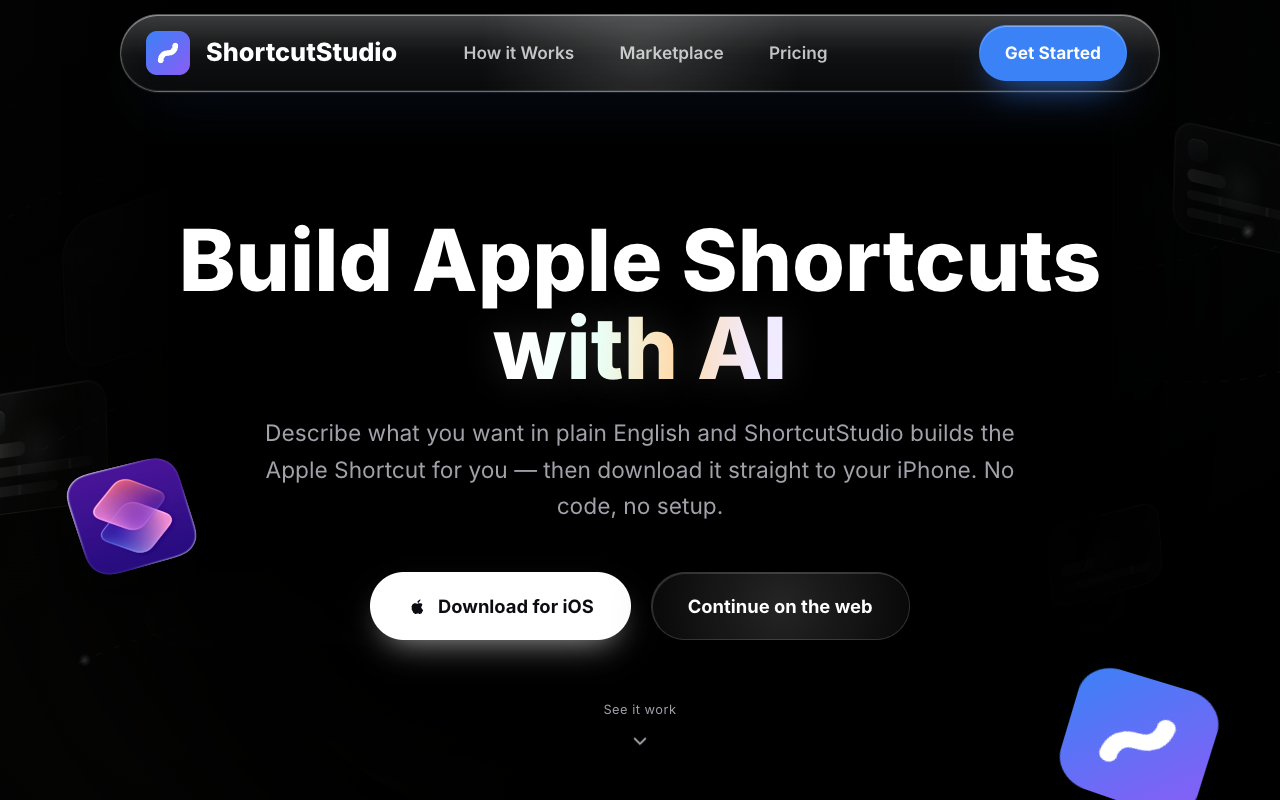 ShortcutStudio
How it Works
Marketplace
Pricing
Get Started
Build Apple Shortcuts
with AI
Describe what you want in plain English and ShortcutStudio builds the
Apple Shortcut for you — then download it straight to your iPhone. No
code, no setup.
Download for iOS
Continue on the web
See it work